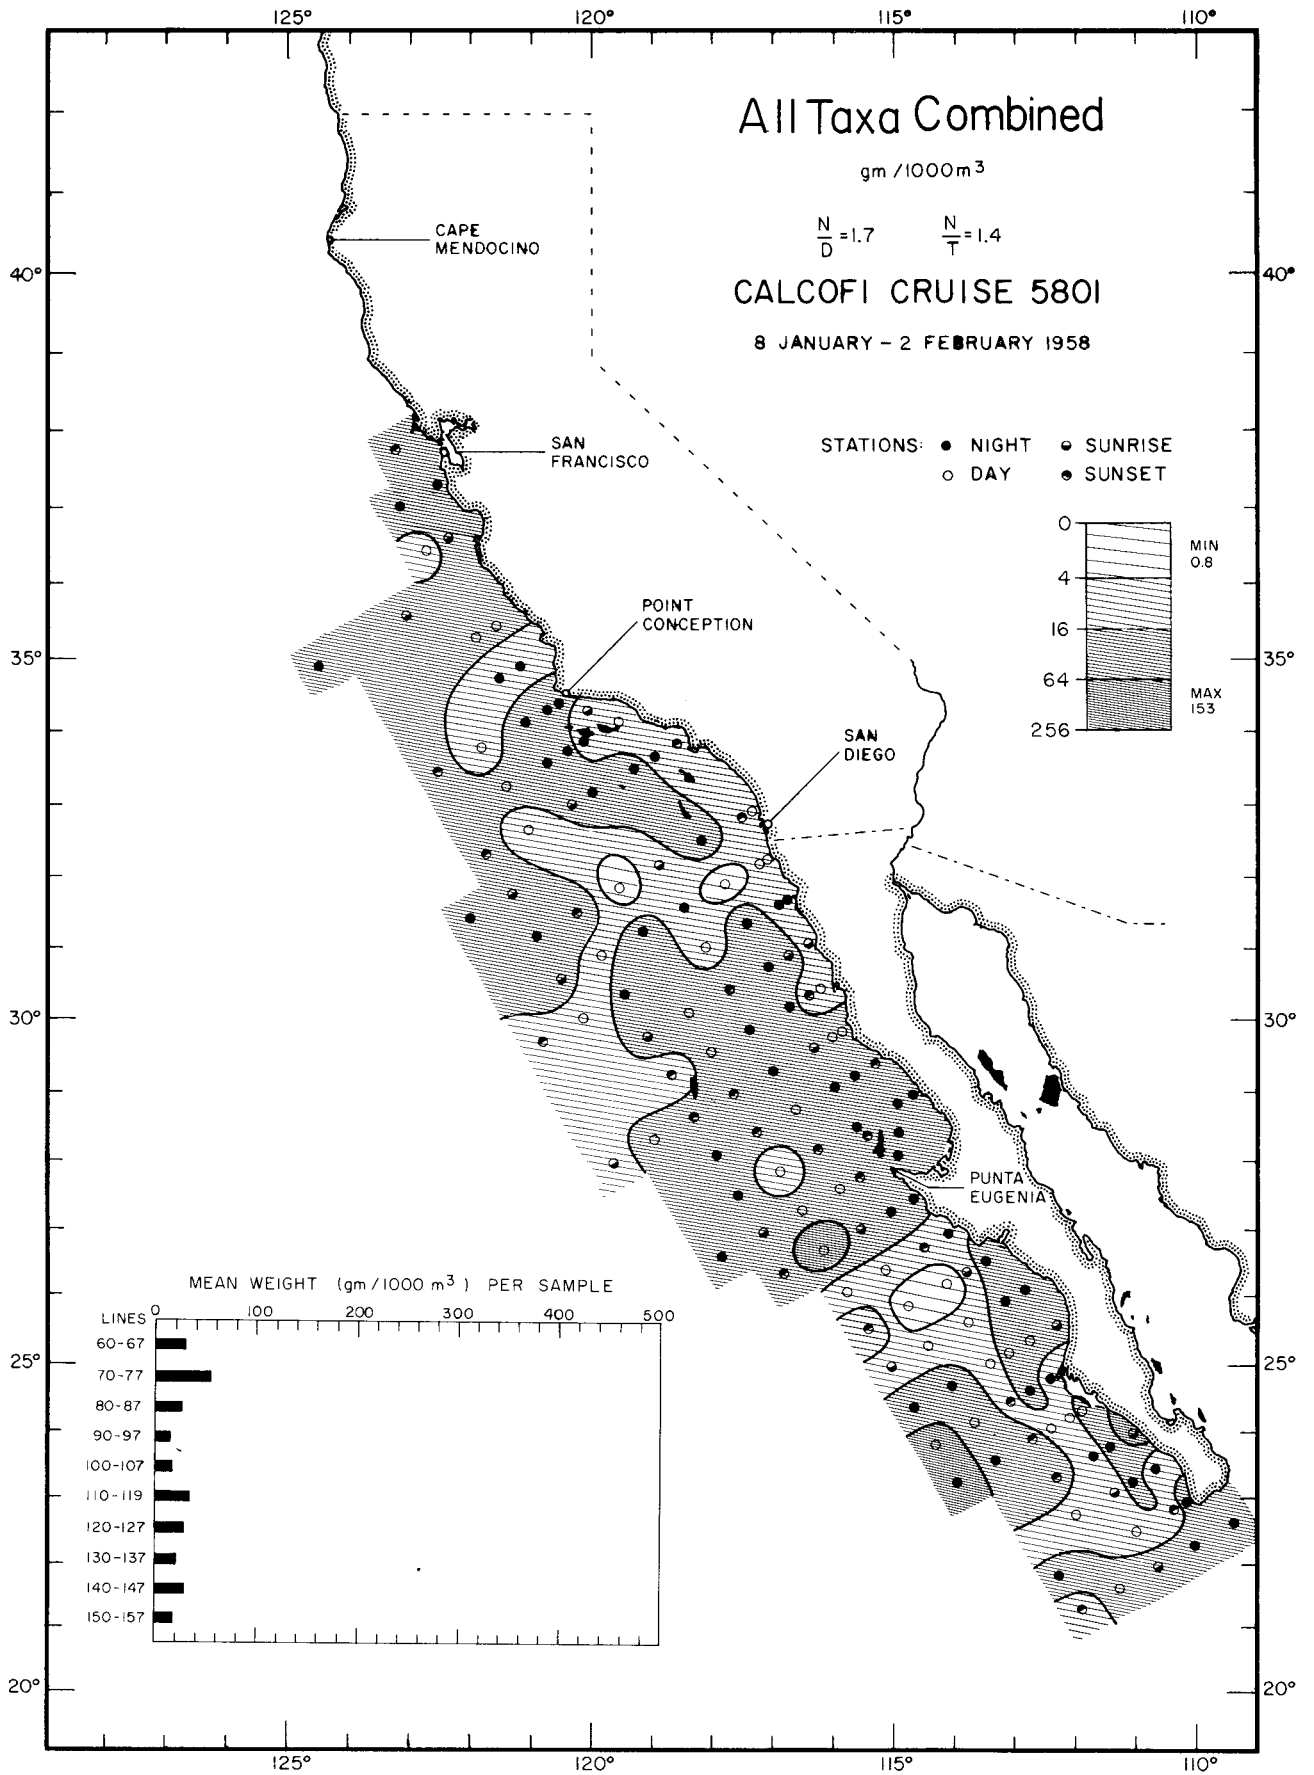 125° 120° 115° 110°
All Taxa Combined
gm/1000m³
N/D = 1.7 N/T = 1.4
CALCOFI CRUISE 5801
8 JANUARY – 2 FEBRUARY 1958
CAPE
MENDOCINO
40° 40°
STATIONS: ● NIGHT ◒ SUNRISE
○ DAY ◓ SUNSET
SAN
FRANCISCO
0
4
16
64
256
MIN
0.8
MAX
153
POINT
CONCEPTION
35° 35°
SAN
DIEGO
30° 30°
PUNTA
EUGENIA
MEAN WEIGHT (gm/1000 m³) PER SAMPLE
LINES 0 100 200 300 400 500
60-67
70-77
80-87
90-97
100-107
110-119
120-127
130-137
140-147
150-157
25° 25°
20° 20°
125° 120° 115° 110°